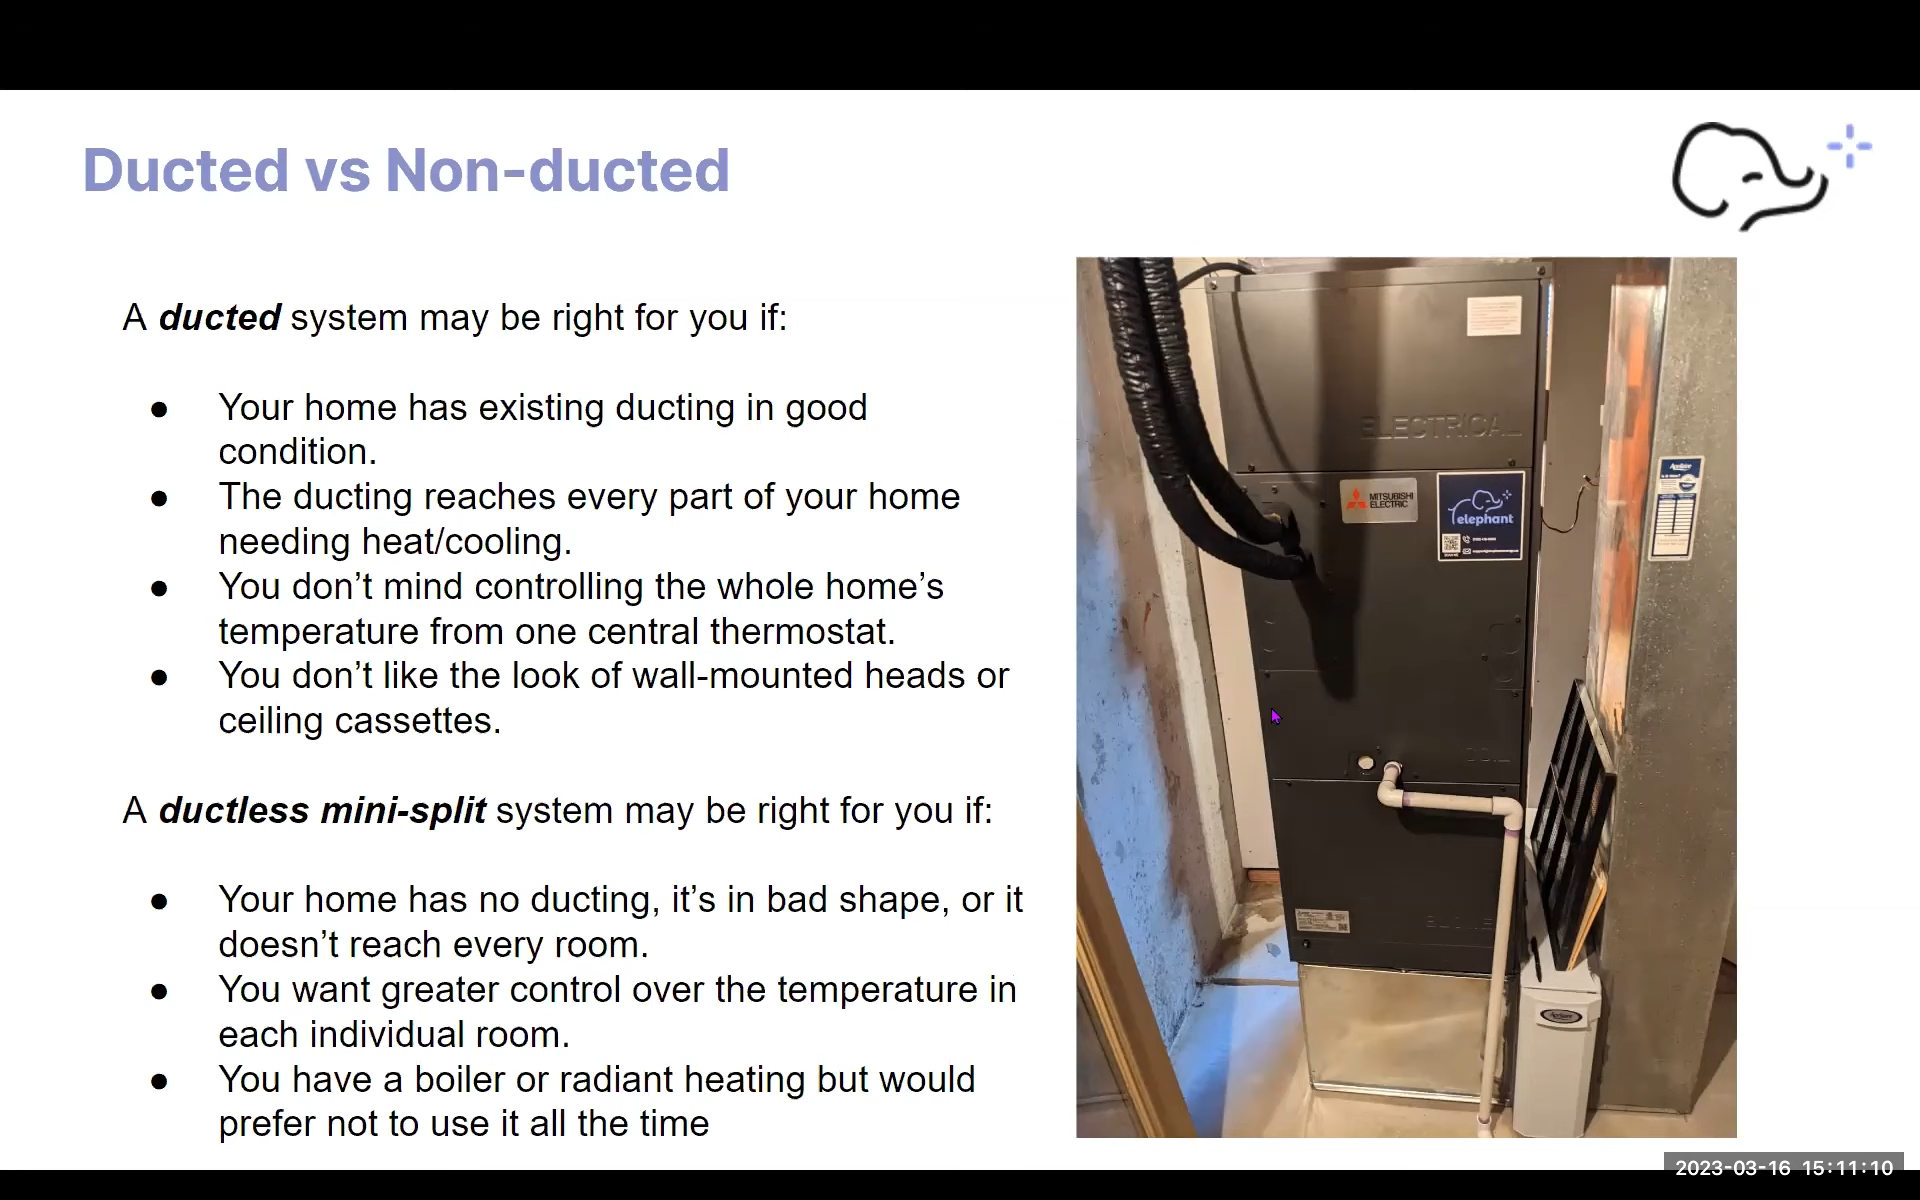 Ducted vs Non-ducted
A ducted system may be right for you if:
● Your home has existing ducting in good
condition.
● The ducting reaches every part of your home
needing heat/cooling.
● You don’t mind controlling the whole home’s
temperature from one central thermostat.
● You don’t like the look of wall-mounted heads or
ceiling cassettes.
A ductless mini-split system may be right for you if:
● Your home has no ducting, it’s in bad shape, or it
doesn’t reach every room.
● You want greater control over the temperature in
each individual room.
● You have a boiler or radiant heating but would
prefer not to use it all the time
ELECTRICAL
MITSUBISHI
ELECTRIC
elephant
Aprilaire
Aprilaire
2023-03-16 15:11:10